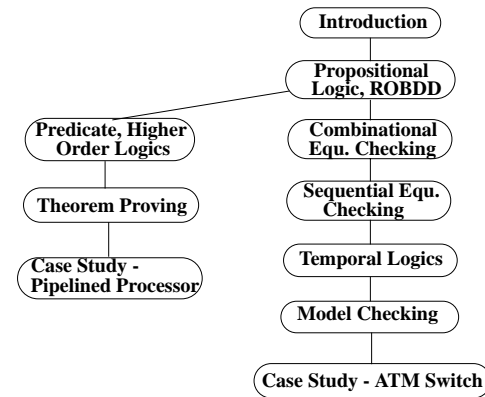 Introduction
Propositional
Logic, ROBDD
Predicate, Higher
Order Logics
Combinational
Equ. Checking
Theorem Proving
Sequential Equ.
Checking
Case Study -
Pipelined Processor
Temporal Logics
Model Checking
Case Study - ATM Switch